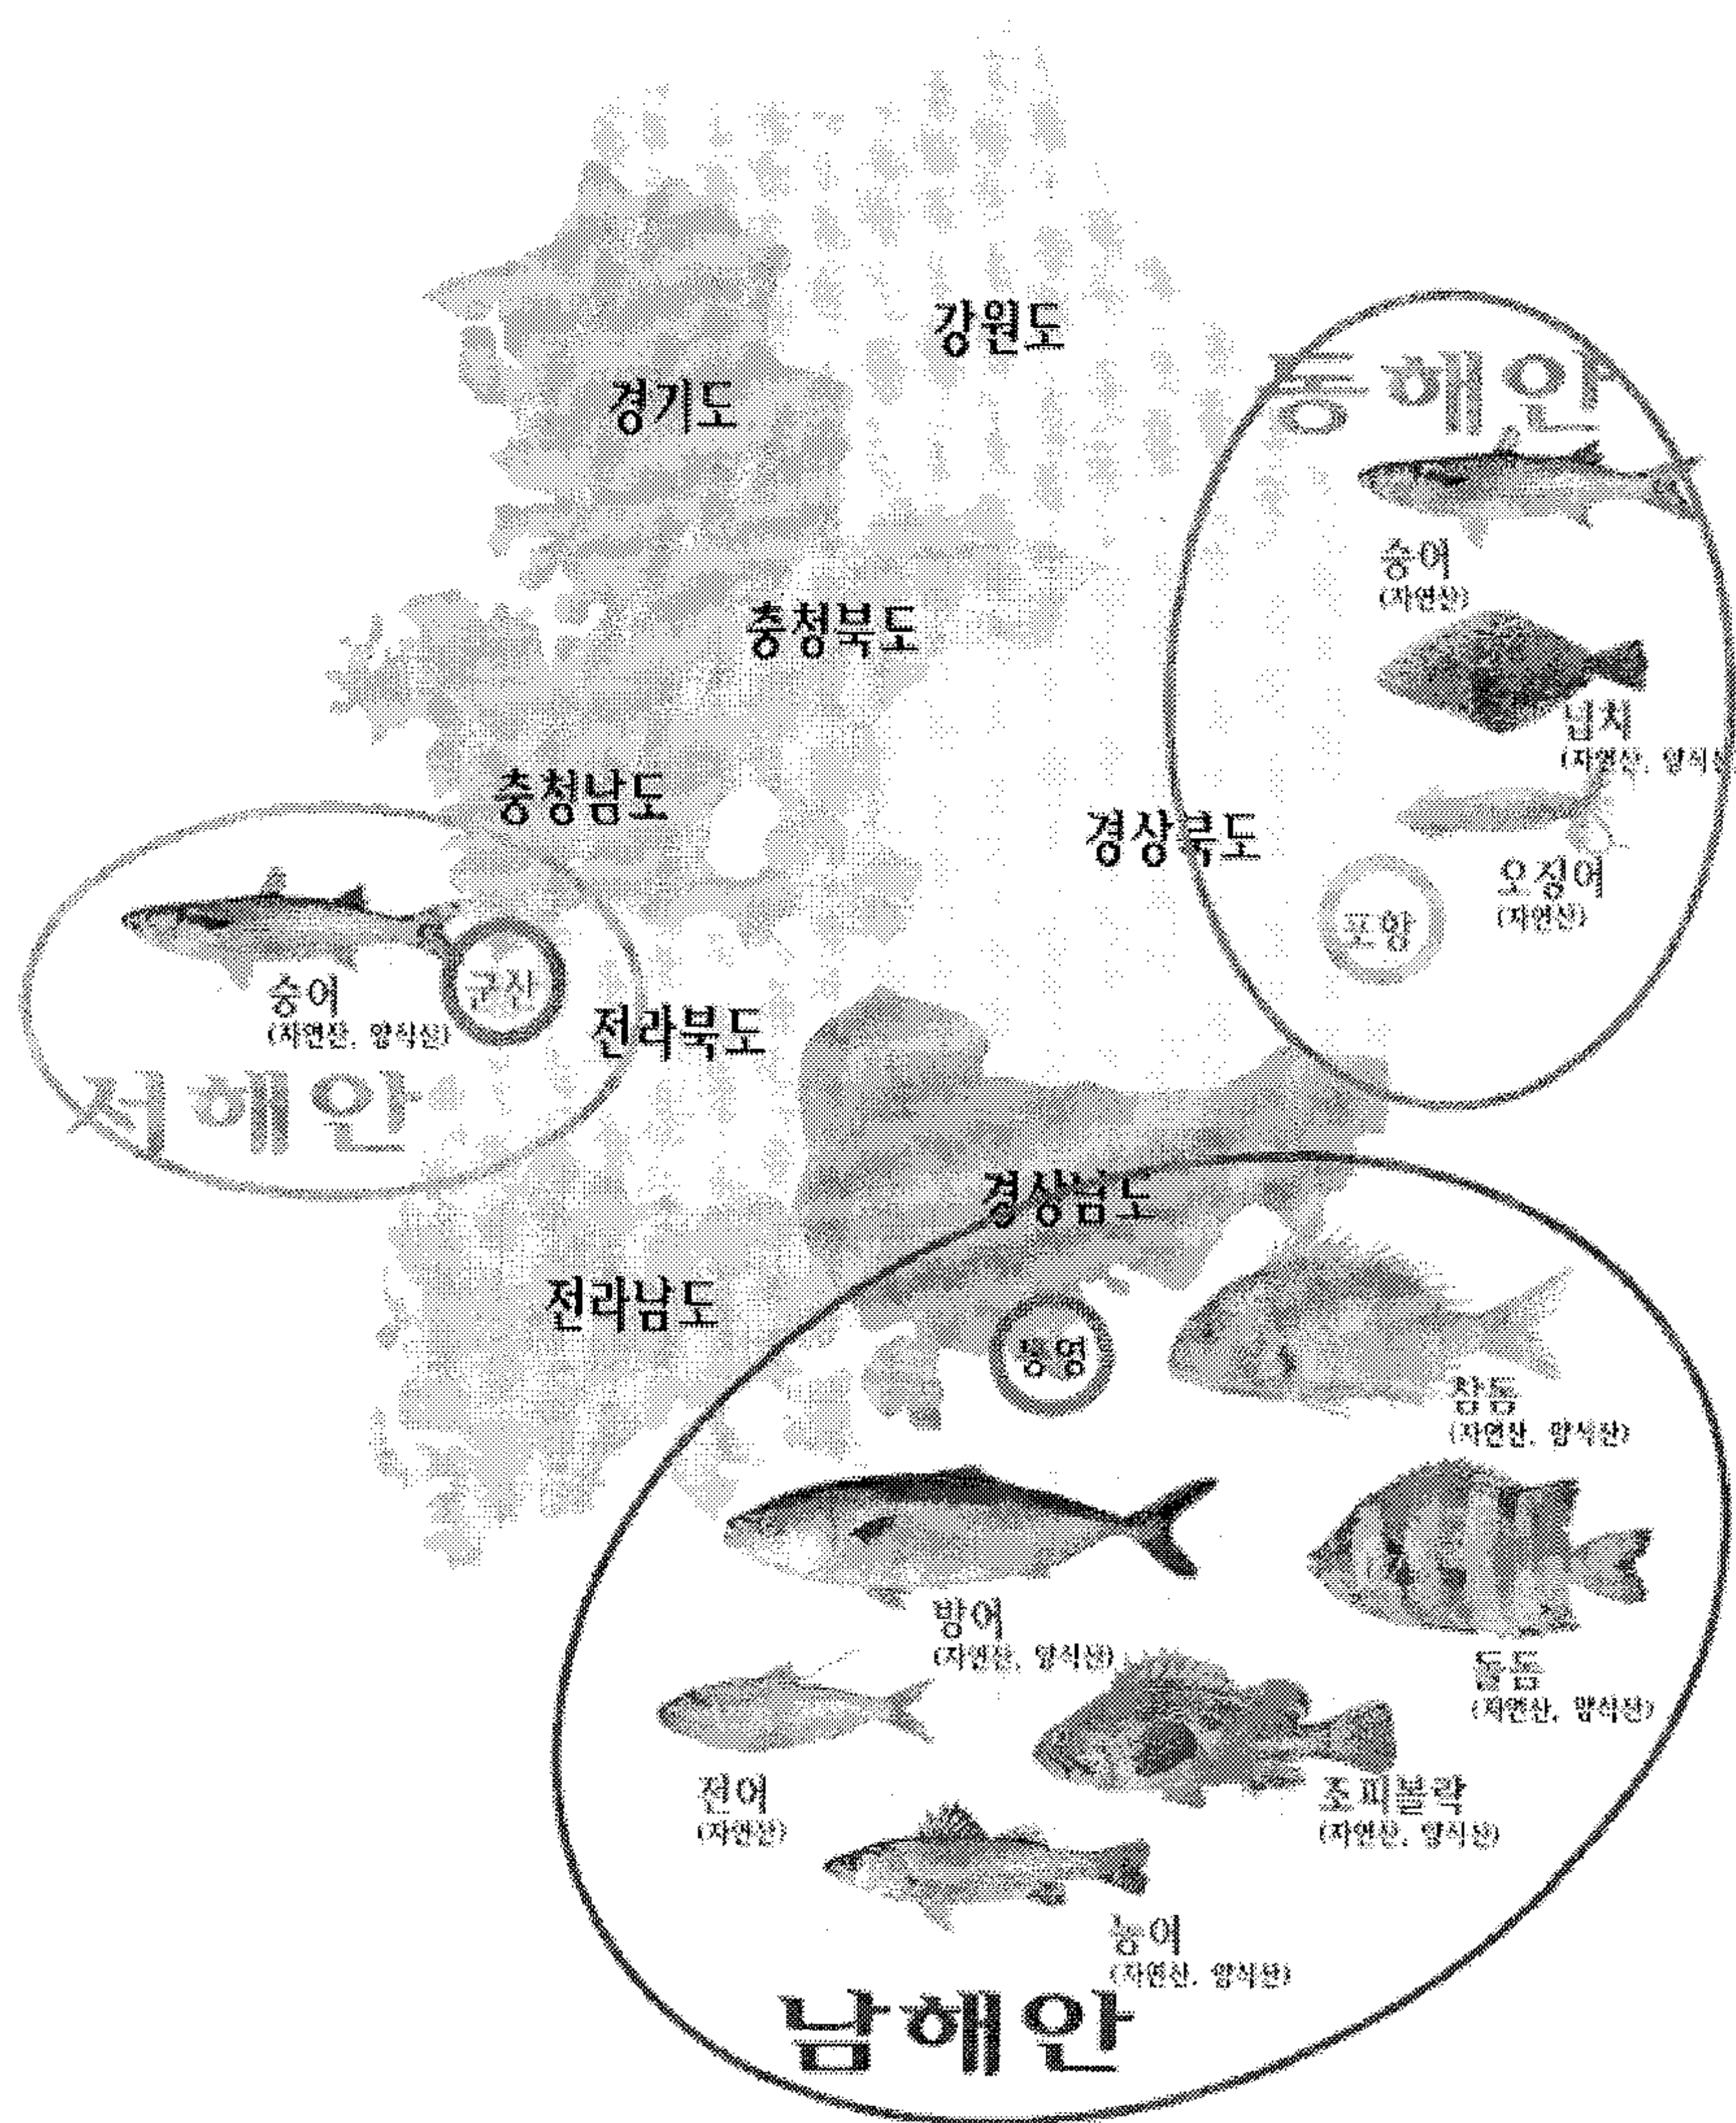 강원도
경기도
동해안
숭어
(자연산)
충청북도
넙치
(자연산, 양식산
충청남도
경상북도
오징어
(자연산)
포항
군산
숭어
(자연산, 양식산)
전라북도
서해안
경상남도
전라남도
통영
참돔
(자연산, 양식산)
방어
(자연산, 양식산)
돌돔
(자연산, 양식산)
전어
(자연산)
조피볼락
(자연산, 양식산)
농어
(자연산, 양식산)
남해안